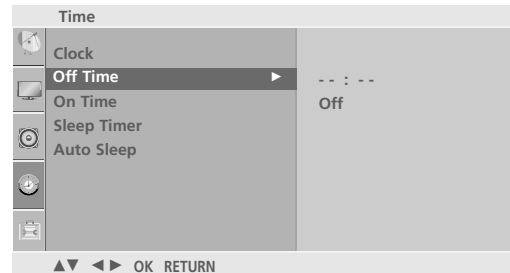 Time
Clock
Off Time ► - - : - -
On Time Off
Sleep Timer
Auto Sleep
▲▼ ◄► OK RETURN